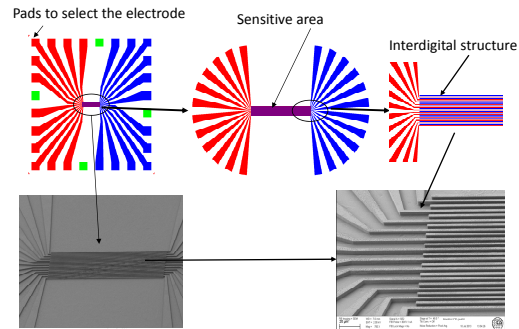 Pads to select the electrode
Sensitive area
Interdigital structure